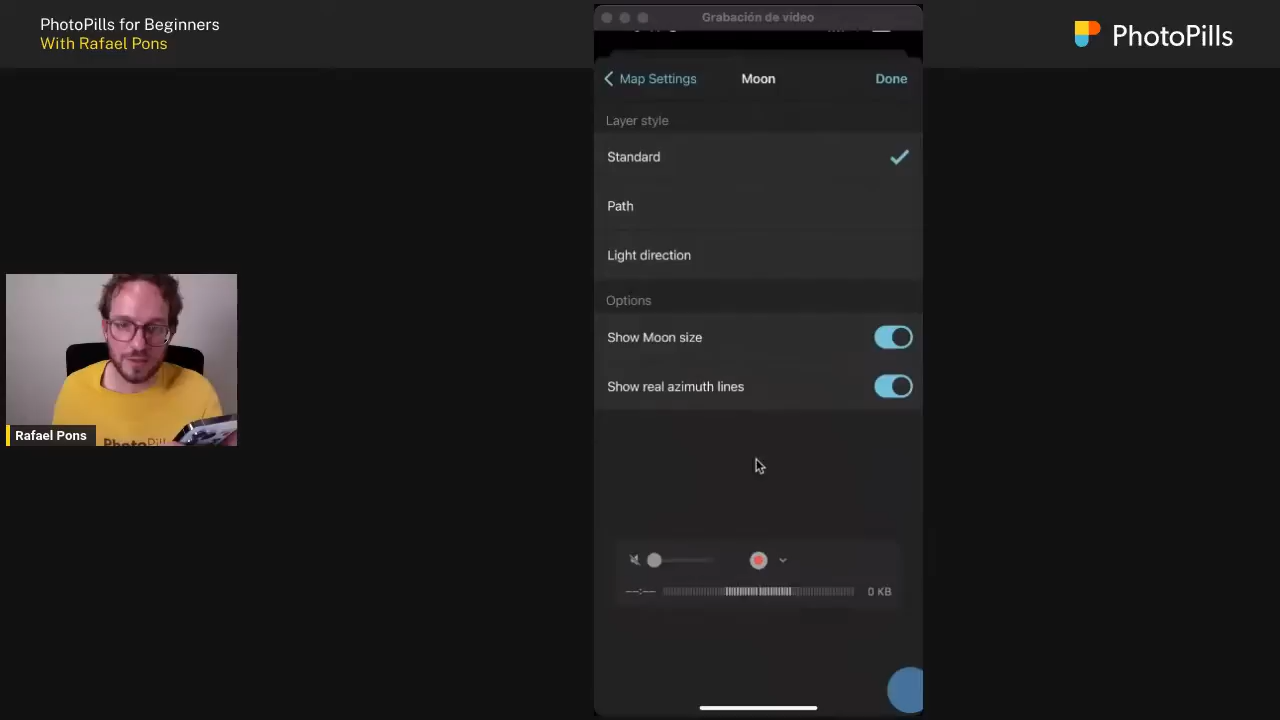 PhotoPills for Beginners
With Rafael Pons
PhotoPills
Grabación de vídeo
Map Settings
Moon
Done
Layer style
Standard
Path
Light direction
Options
Show Moon size
Show real azimuth lines
--:--
0 KB
PhotoPill
Rafael Pons